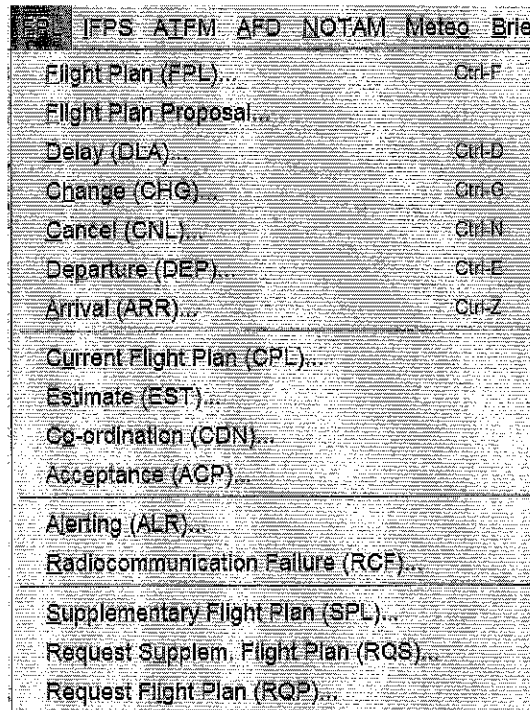 FPL IFPS ATFM AFD NOTAM Meteo Brie
Flight Plan (FPL)... Ctrl-F
Flight Plan Proposal...
Delay (DLA)... Ctrl-D
Change (CHG)... Ctrl-G
Cancel (CNL)... Ctrl-N
Departure (DEP)... Ctrl-E
Arrival (ARR)... Ctrl-Z
Current Flight Plan (CPL)...
Estimate (EST)...
Co-ordination (CDN)...
Acceptance (ACP)...
Alerting (ALR)...
Radiocommunication Failure (RCF)...
Supplementary Flight Plan (SPL)...
Request Supplem. Flight Plan (RQS)...
Request Flight Plan (RQP)...